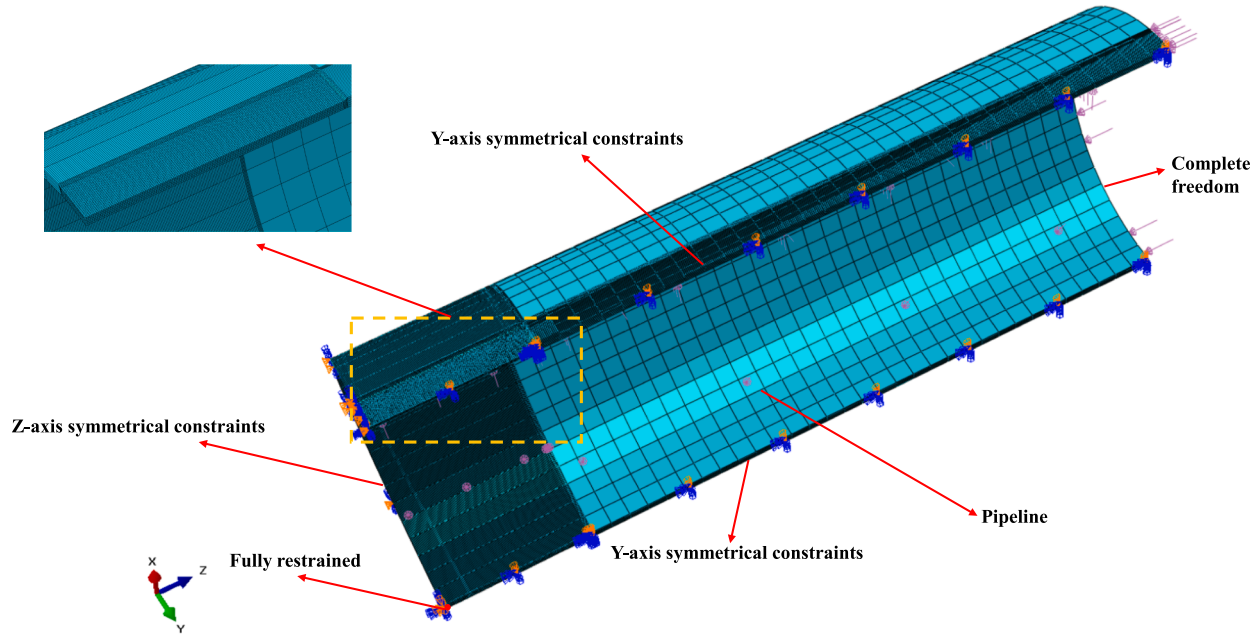 Y-axis symmetrical constraints
Complete
freedom
Z-axis symmetrical constraints
Pipeline
Y-axis symmetrical constraints
Fully restrained
X
Z
Y